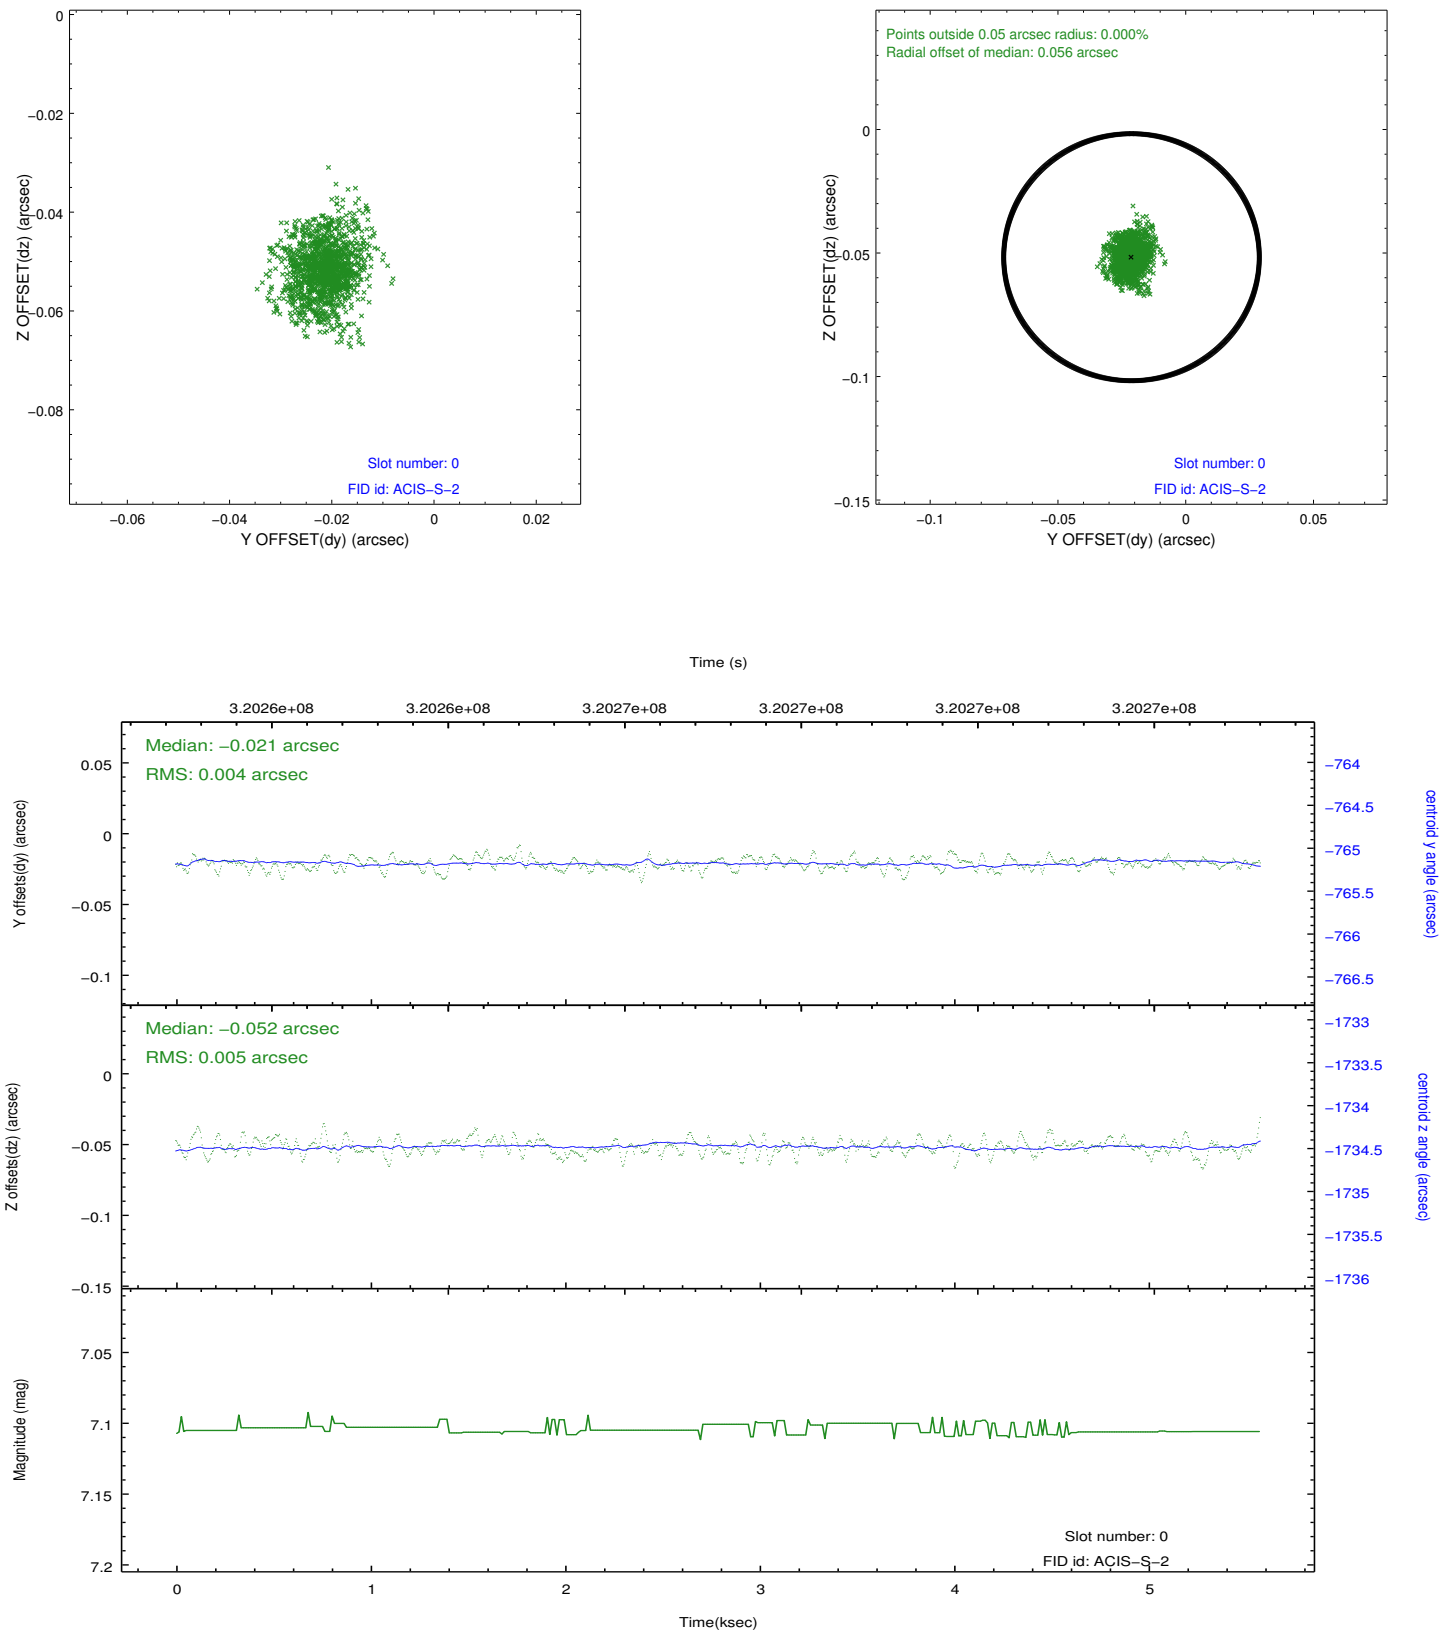 0
−0.02
−0.04
−0.06
−0.08
Z OFFSET(dz) (arcsec)
Slot number: 0
FID id: ACIS−S−2
−0.06
−0.04
−0.02
0
0.02
Y OFFSET(dy) (arcsec)
Points outside 0.05 arcsec radius: 0.000%
Radial offset of median: 0.056 arcsec
0
−0.05
−0.1
−0.15
Z OFFSET(dz) (arcsec)
Slot number: 0
FID id: ACIS−S−2
−0.1
−0.05
0
0.05
Y OFFSET(dy) (arcsec)
Time (s)
3.2026e+08
3.2026e+08
3.2027e+08
3.2027e+08
3.2027e+08
3.2027e+08
Median: −0.021 arcsec
RMS: 0.004 arcsec
0.05
0
−0.05
−0.1
Y offsets(dy) (arcsec)
−764
−764.5
−765
−765.5
−766
−766.5
centroid y angle (arcsec)
Median: −0.052 arcsec
RMS: 0.005 arcsec
0
−0.05
−0.1
−0.15
Z offsets(dz) (arcsec)
−1733
−1733.5
−1734
−1734.5
−1735
−1735.5
−1736
centroid z angle (arcsec)
7.05
7.1
7.15
7.2
Magnitude (mag)
Slot number: 0
FID id: ACIS−S−2
0
1
2
3
4
5
Time(ksec)